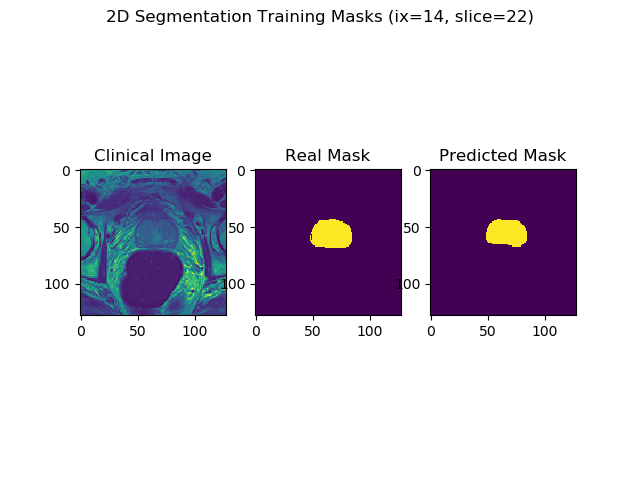 2D Segmentation Training Masks (ix=14, slice=22)
Clinical Image Real Mask Predicted Mask
0 0 0
50 50 50
100 100 100
0 50 100 0 50 100 0 50 100